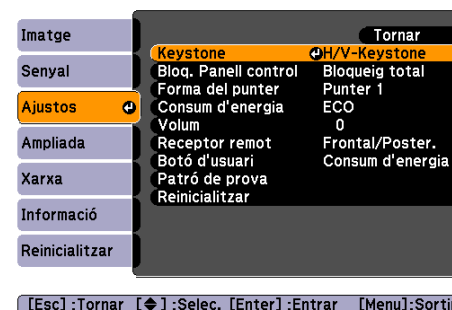 Imatge
Senyal
Ajustos
Ampliada
Xarxa
Informació
Reinicialitzar
Tornar
Keystone H/V-Keystone
Bloq. Panell control Bloqueig total
Forma del punter Punter 1
Consum d'energia ECO
Volum 0
Receptor remot Frontal/Poster.
Botó d'usuari Consum d'energia
Patró de prova
Reinicialitzar
[Esc] :Tornar [◆] :Selec. [Enter] :Entrar [Menu]:Sorti